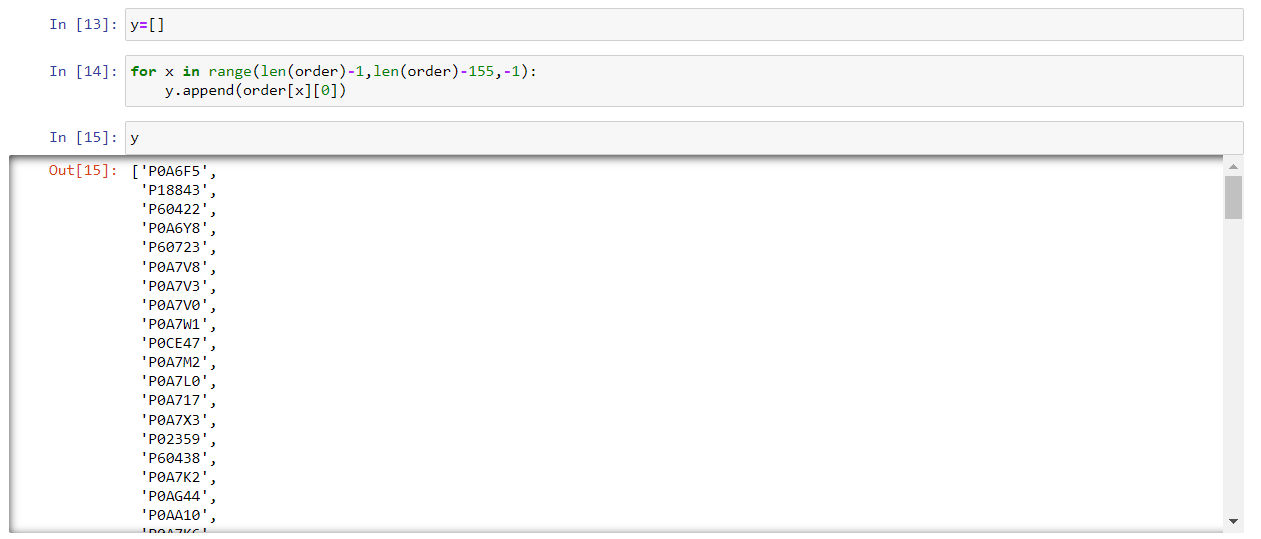 In [13]: y=[]
In [14]: for x in range(len(order)-1,len(order)-155,-1):
y.append(order[x][0])
In [15]: y
Out[15]: ['P0A6F5',
'P18843',
'P60422',
'P0A6Y8',
'P60723',
'P0A7V8',
'P0A7V3',
'P0A7V0',
'P0A7W1',
'P0CE47',
'P0A7M2',
'P0A7L0',
'P0A717',
'P0A7X3',
'P02359',
'P60438',
'P0A7K2',
'P0AG44',
'P0AA10',